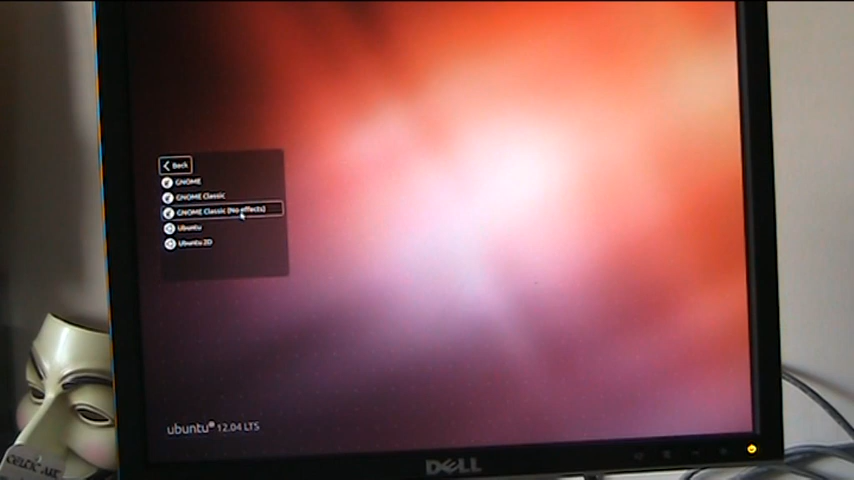 Back
GNOME
GNOME Classic
GNOME Classic (No effects)
Ubuntu
Ubuntu 2D
ubuntu® 12.04 LTS
DELL